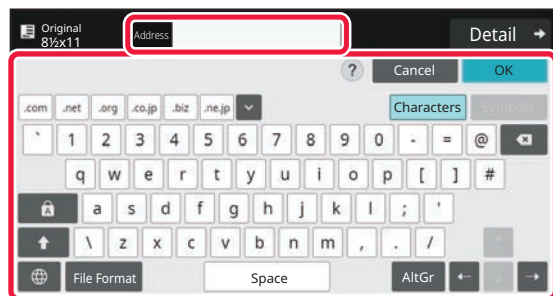 Original
8½x11
Address
Detail
?
Cancel
OK
.com .net .org .co.jp .biz .ne.jp
Characters
Symbols
` 1 2 3 4 5 6 7 8 9 0 - = @
q w e r t y u i o p [ ] #
A
a s d f g h j k l ; '
\ z x c v b n m , . /
File Format
Space
AltGr